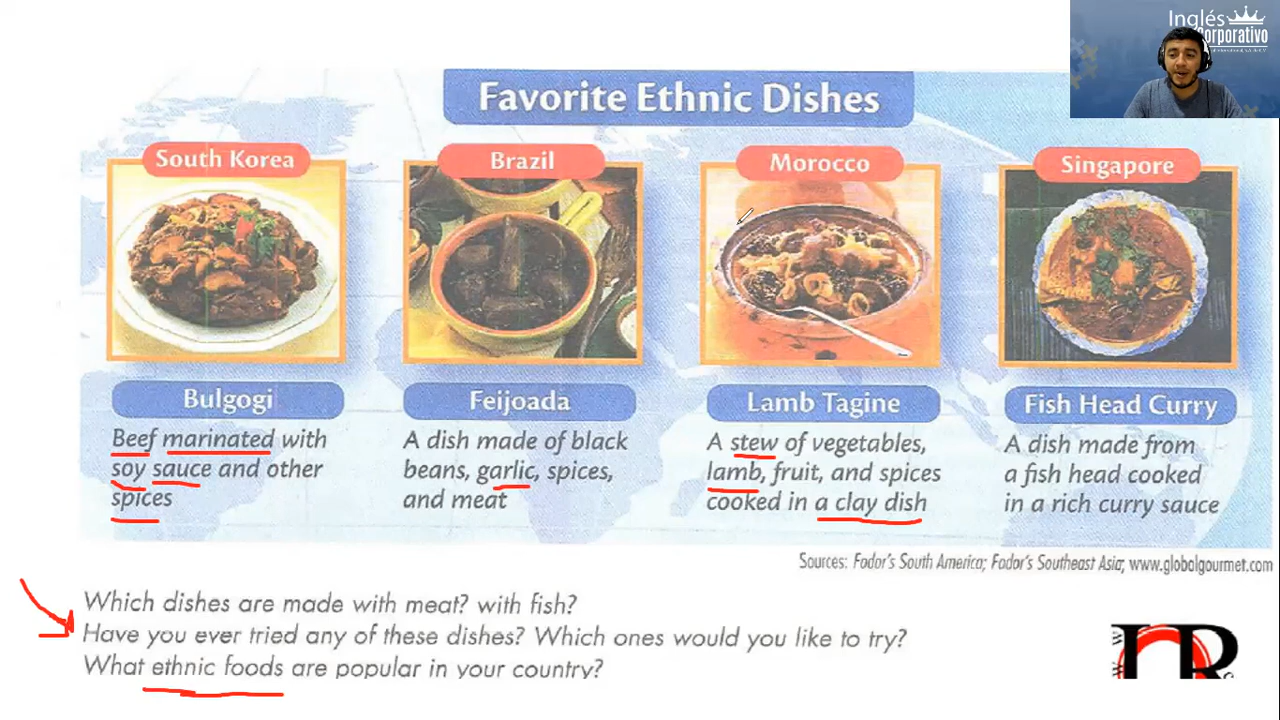 Inglés
Corporativo
Favorite Ethnic Dishes
South Korea
Bulgogi
Beef marinated with
soy sauce and other
spices
Brazil
Feijoada
A dish made of black
beans, garlic, spices,
and meat
Morocco
Lamb Tagine
A stew of vegetables,
lamb, fruit, and spices
cooked in a clay dish
Singapore
Fish Head Curry
A dish made from
a fish head cooked
in a rich curry sauce
Sources: Fodor's South America; Fodor's Southeast Asia; www.globalgourmet.com
Which dishes are made with meat? with fish?
Have you ever tried any of these dishes? Which ones would you like to try?
What ethnic foods are popular in your country?